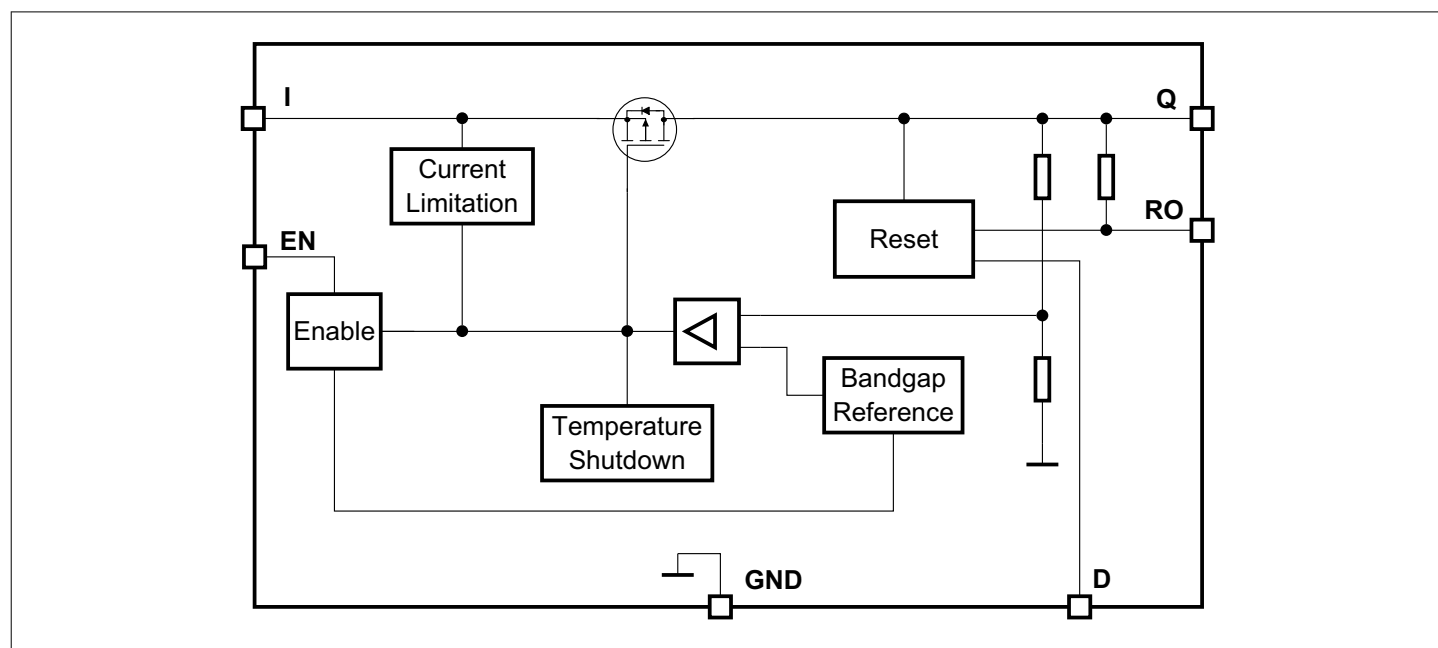 I
Q
Current
Limitation
RO
EN
Reset
Enable
Bandgap
Reference
Temperature
Shutdown
GND
D